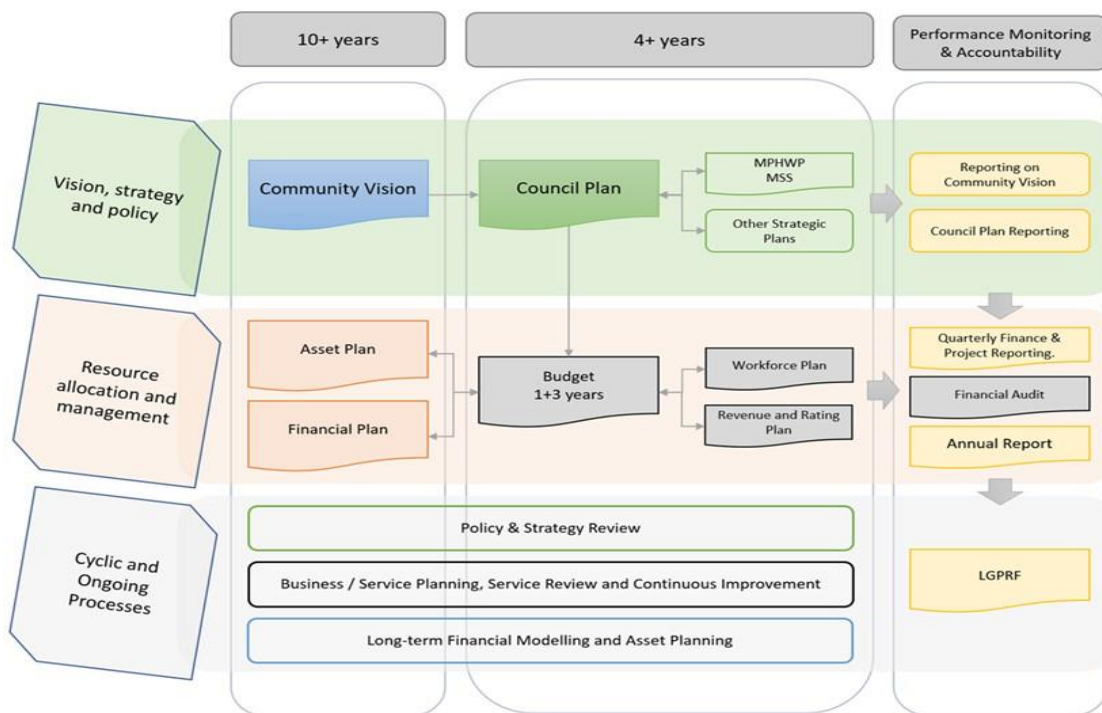 10+ years
4+ years
Performance Monitoring
& Accountability
Vision, strategy
and policy
Community Vision
Council Plan
MPHWP
MSS
Other Strategic
Plans
Reporting on
Community Vision
Council Plan Reporting
Resource
allocation and
management
Asset Plan
Financial Plan
Budget
1+3 years
Workforce Plan
Revenue and Rating
Plan
Quarterly Finance &
Project Reporting.
Financial Audit
Annual Report
Cyclic and
Ongoing
Processes
Policy & Strategy Review
Business / Service Planning, Service Review and Continuous Improvement
Long-term Financial Modelling and Asset Planning
LGPRF